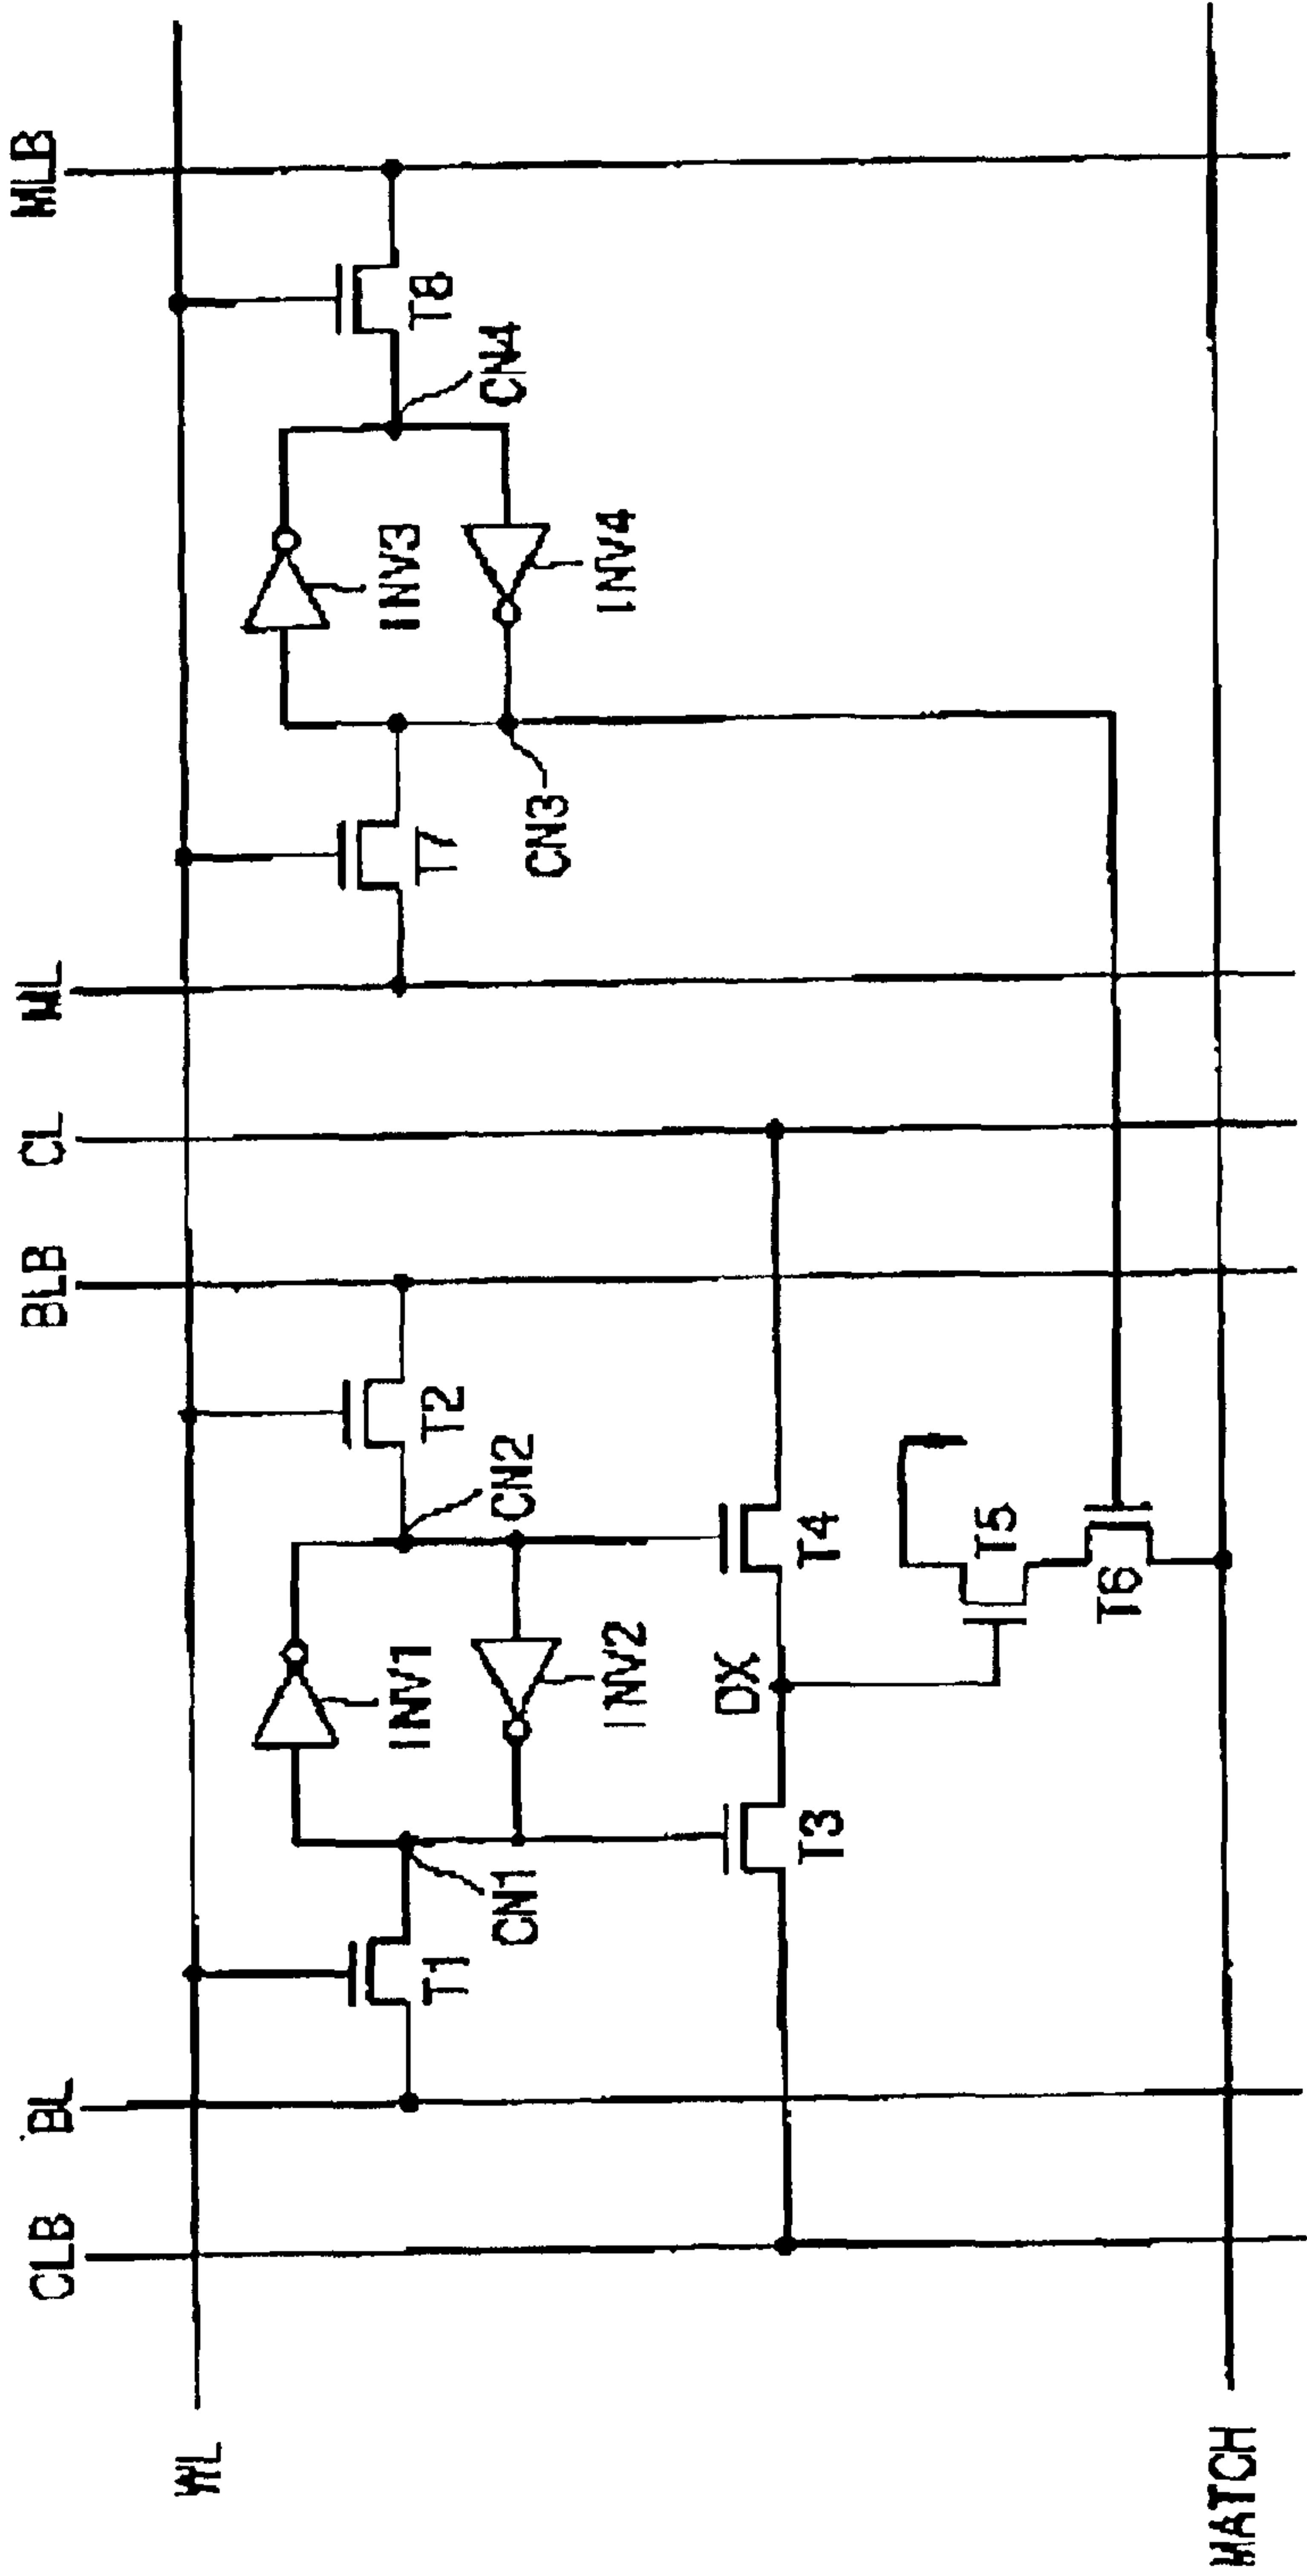 CLB
BL
BLB
CL
ML
MLB
WL
T1
CN1
INV1
INV2
CN2
T2
T7
CN3
INV3
INV4
CN4
T8
T3
DX
T4
T5
T6
MATCH